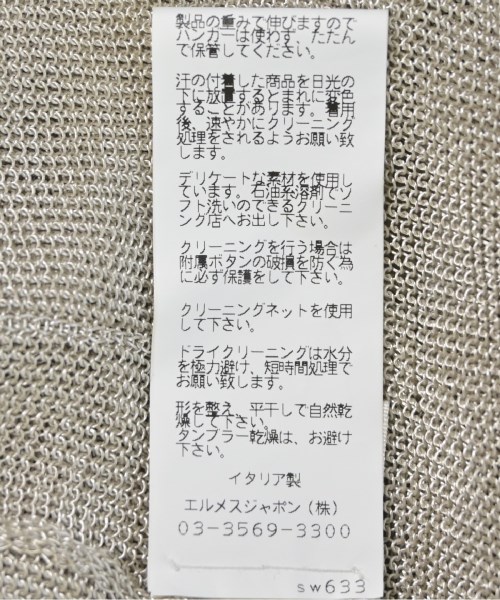 製品の重みで伸びますので
ハンガーは使わず、たたん
で保管してください。
汗の付着した商品を日光の
下に放置するとまれに変色
することがあります。着用
後、速やかにクリーニング
処理をされるようお願い致
します。
デリケートな素材を使用し
ています。石油系溶剤でソ
フト洗いのできるクリーニ
ング店へお出し下さい。
クリーニングを行う場合は
附属ボタンの破損を防ぐ為
に必ず保護をして下さい。
クリーニングネットを使用
して下さい。
ドライクリーニングは水分
を極力避け、短時間処理で
お願い致します。
形を整え、平干しで自然乾
燥して下さい。
タンブラー乾燥は、お避け
下さい。
イタリア製
エルメスジャポン(株)
03-3569-3300
sw633